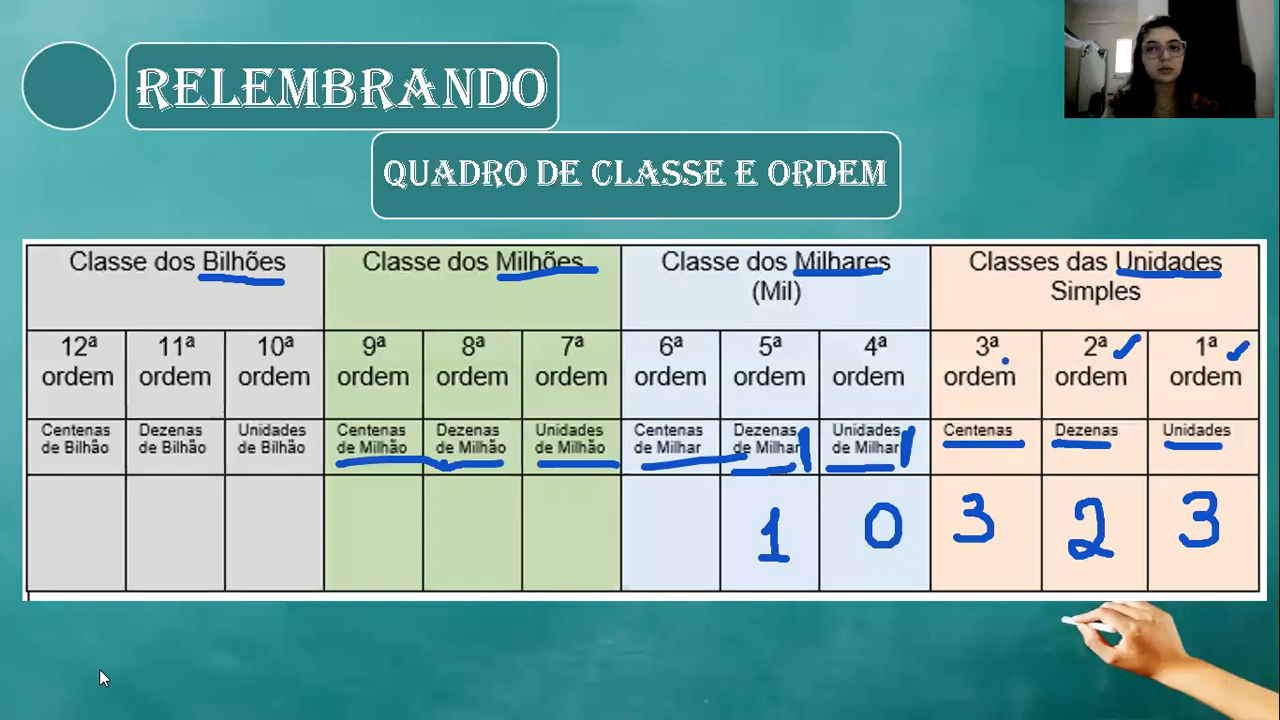 RELEMBRANDO
QUADRO DE CLASSE E ORDEM
Classe dos Bilhões
Classe dos Milhões
Classe dos Milhares
(Mil)
Classes das Unidades
Simples
12ª
ordem
11ª
ordem
10ª
ordem
9ª
ordem
8ª
ordem
7ª
ordem
6ª
ordem
5ª
ordem
4ª
ordem
3ª
ordem
2ª
ordem
1ª
ordem
Centenas
de Bilhão
Dezenas
de Bilhão
Unidades
de Bilhão
Centenas
de Milhão
Dezenas
de Milhão
Unidades
de Milhão
Centenas
de Milhar
Dezenas
de Milhar
Unidades
de Milhar
Centenas
Dezenas
Unidades
1 0 3 2 3